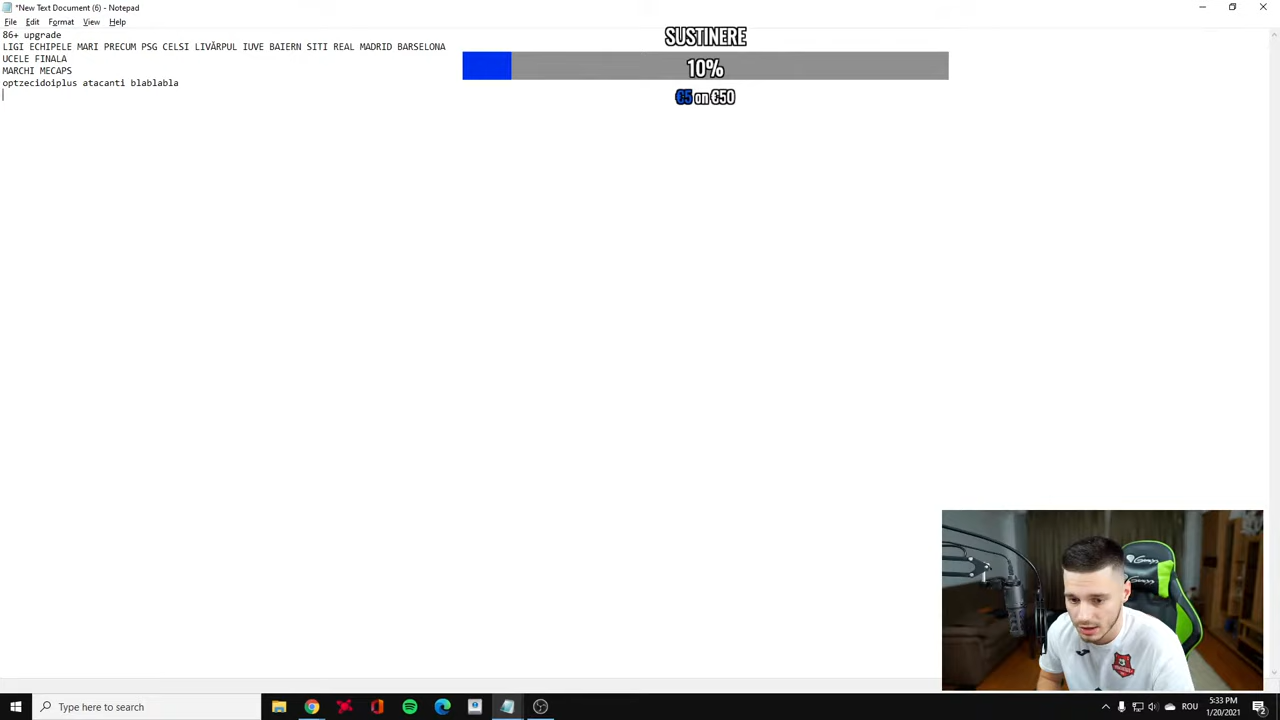 *New Text Document (6) - Notepad
File Edit Format View Help
86+ upgrade
LIGI ECHIPELE MARI PRECUM PSG CELSI LIVĂRPUL IUVE BAIERN SITI REAL MADRID BARSELONA
UCELE FINALA
MARCHI MECAPS
optzecidoiplus atacanti blablabla
SUSTINERE
10%
€5 on €50
Type here to search
ROU
5:33 PM
1/20/2021
2